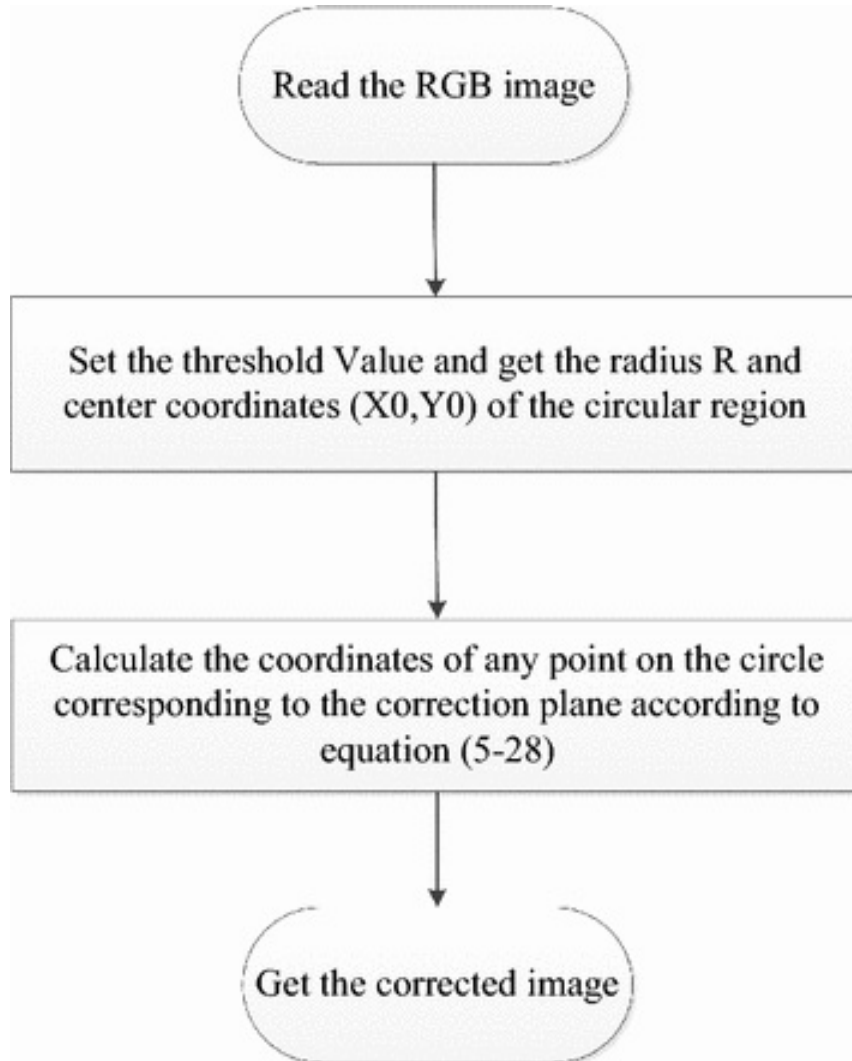 Read the RGB image
Set the threshold Value and get the radius R and
center coordinates (X0,Y0) of the circular region
Calculate the coordinates of any point on the circle
corresponding to the correction plane according to
equation (5-28)
Get the corrected image